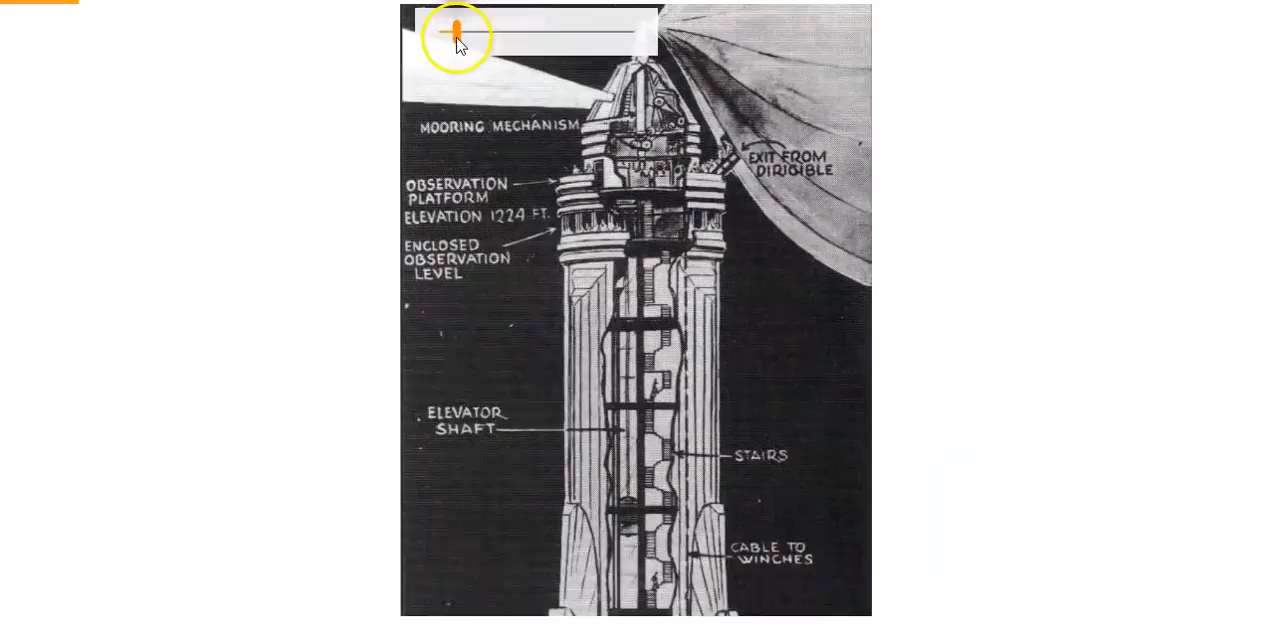 MOORING MECHANISM
EXIT FROM
DIRIGIBLE
OBSERVATION
PLATFORM
ELEVATION 1224 FT.
ENCLOSED
OBSERVATION
LEVEL
ELEVATOR
SHAFT
STAIRS
CABLE TO
WINCHES